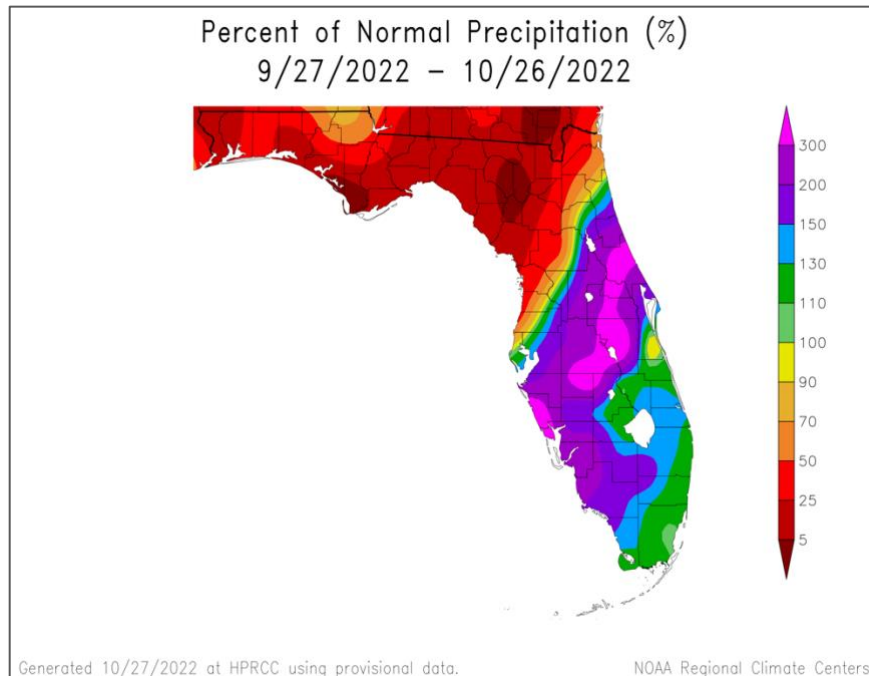 Percent of Normal Precipitation (%)
9/27/2022 – 10/26/2022
300
200
150
130
110
100
90
70
50
25
5
Generated 10/27/2022 at HPRCC using provisional data.
NOAA Regional Climate Centers